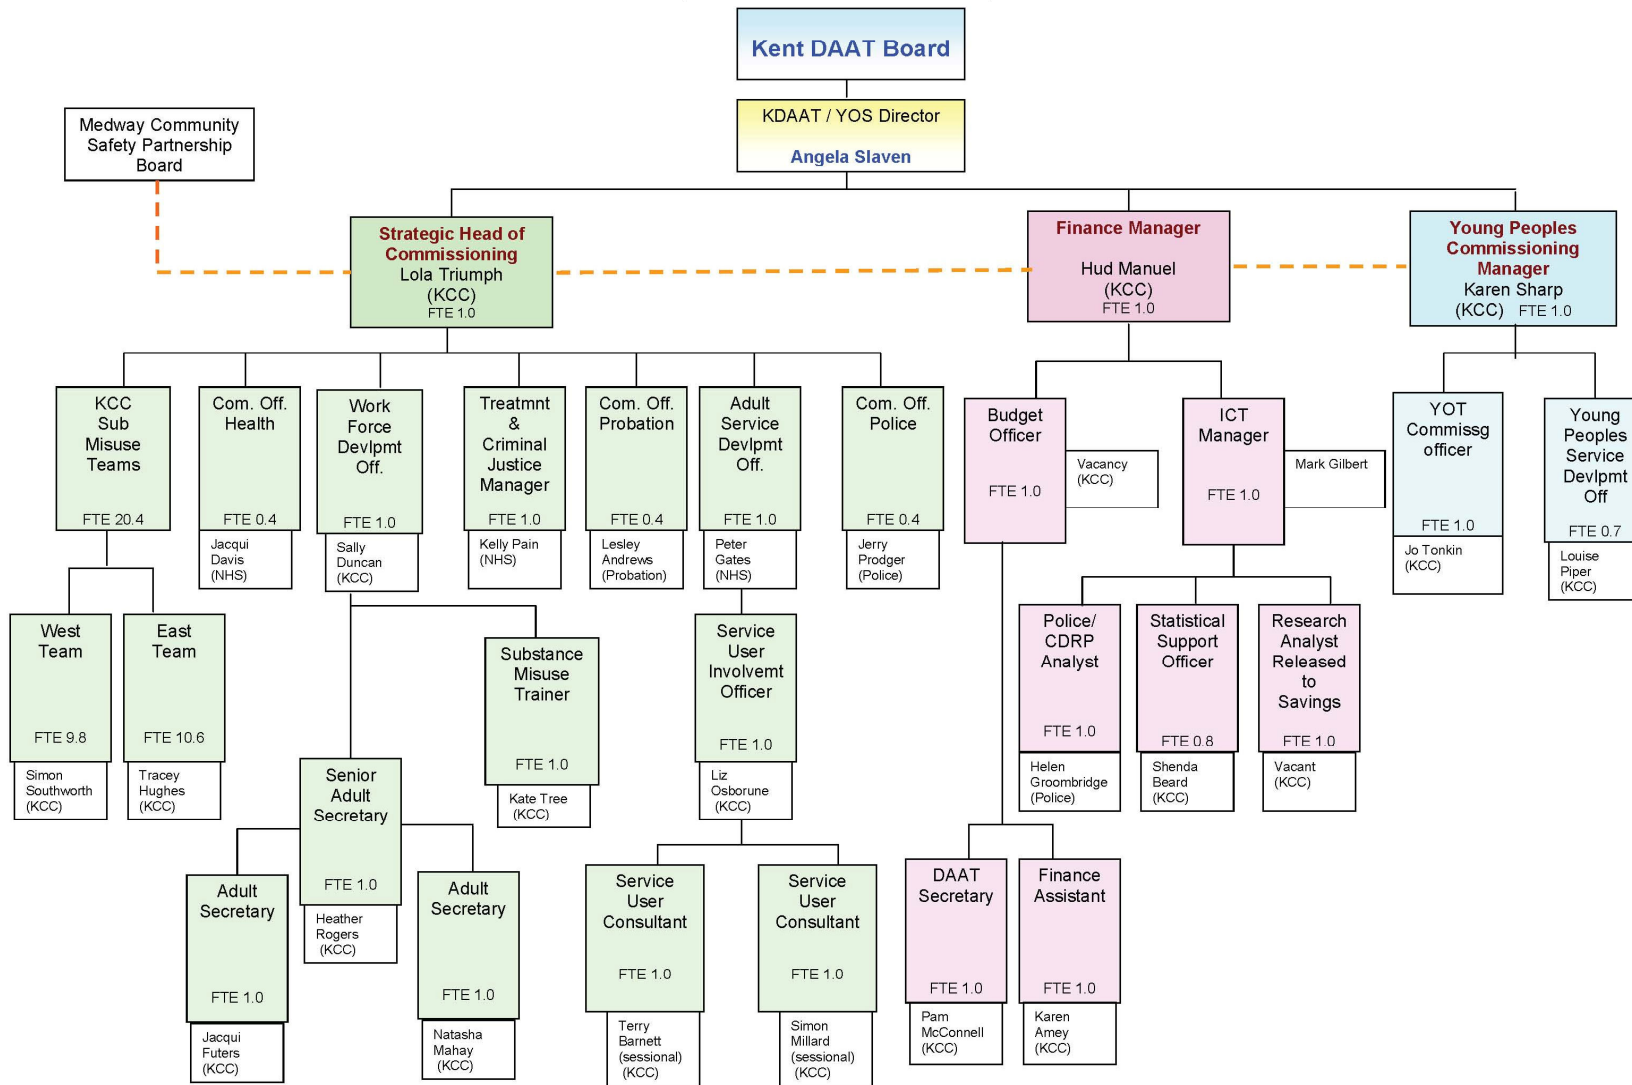 Kent DAAT Board
KDAAT / YOS Director
Angela Slaven
Medway Community
Safety Partnership
Board
Strategic Head of
Commissioning
Lola Triumph
(KCC)
FTE 1.0
Finance Manager
Hud Manuel
(KCC)
FTE 1.0
Young Peoples
Commissioning
Manager
Karen Sharp
(KCC) FTE 1.0
KCC
Sub
Misuse
Teams
FTE 20.4
Com. Off.
Health
FTE 0.4
Jacqui
Davis
(NHS)
Work
Force
Devlpmt
Off.
FTE 1.0
Sally
Duncan
(KCC)
Treatmnt
&
Criminal
Justice
Manager
FTE 1.0
Kelly Pain
(NHS)
Com. Off.
Probation
FTE 0.4
Lesley
Andrews
(Probation)
Adult
Service
Devlpmt
Off.
FTE 1.0
Peter
Gates
(NHS)
Com. Off.
Police
FTE 0.4
Jerry
Prodger
(Police)
Budget
Officer
FTE 1.0
Vacancy
(KCC)
ICT
Manager
FTE 1.0
Mark Gilbert
YOT
Commissg
officer
FTE 1.0
Jo Tonkin
(KCC)
Young
Peoples
Service
Devlpmt
Off
FTE 0.7
Louise
Piper
(KCC)
West
Team
FTE 9.8
Simon
Southworth
(KCC)
East
Team
FTE 10.6
Tracey
Hughes
(KCC)
Substance
Misuse
Trainer
FTE 1.0
Kate Tree
(KCC)
Service
User
Involvemt
Officer
FTE 1.0
Liz
Osborune
(KCC)
Police/
CDRP
Analyst
FTE 1.0
Helen
Groombridge
(Police)
Statistical
Support
Officer
FTE 0.8
Shenda
Beard
(KCC)
Research
Analyst
Released
to
Savings
FTE 1.0
Vacant
(KCC)
Senior
Adult
Secretary
FTE 1.0
Heather
Rogers
(KCC)
Adult
Secretary
FTE 1.0
Jacqui
Futers
(KCC)
Adult
Secretary
FTE 1.0
Natasha
Mahay
(KCC)
Service
User
Consultant
FTE 1.0
Terry
Barnett
(sessional)
(KCC)
Service
User
Consultant
FTE 1.0
Simon
Millard
(sessional)
(KCC)
DAAT
Secretary
FTE 1.0
Pam
McConnell
(KCC)
Finance
Assistant
FTE 1.0
Karen
Amey
(KCC)